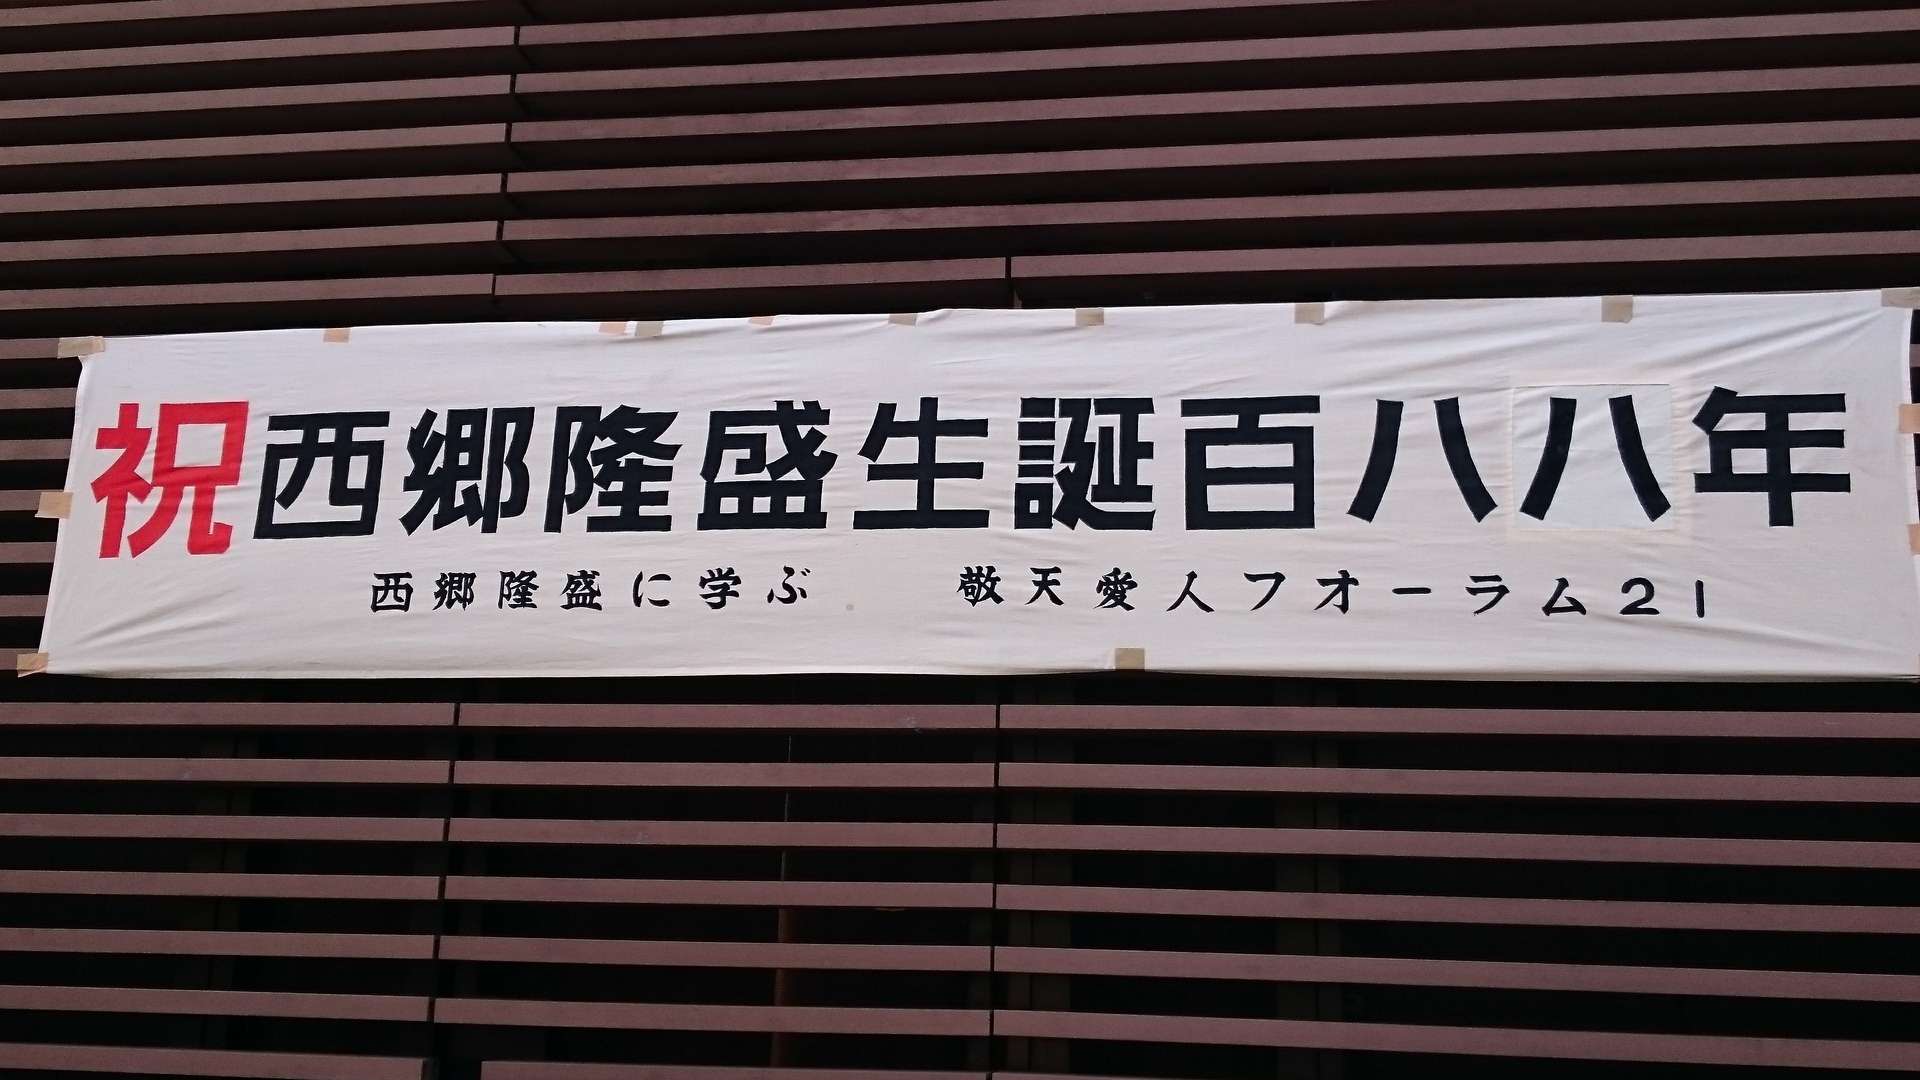 祝西郷隆盛生誕百八八年
西郷隆盛に学ぶ 敬天愛人フオーラム21